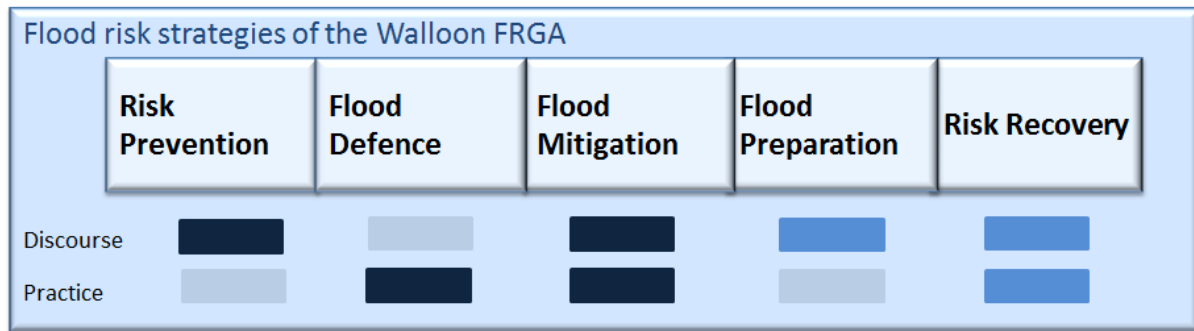 Flood risk strategies of the Walloon FRGA
Risk
Prevention
Flood
Defence
Flood
Mitigation
Flood
Preparation
Risk Recovery
Discourse
Practice